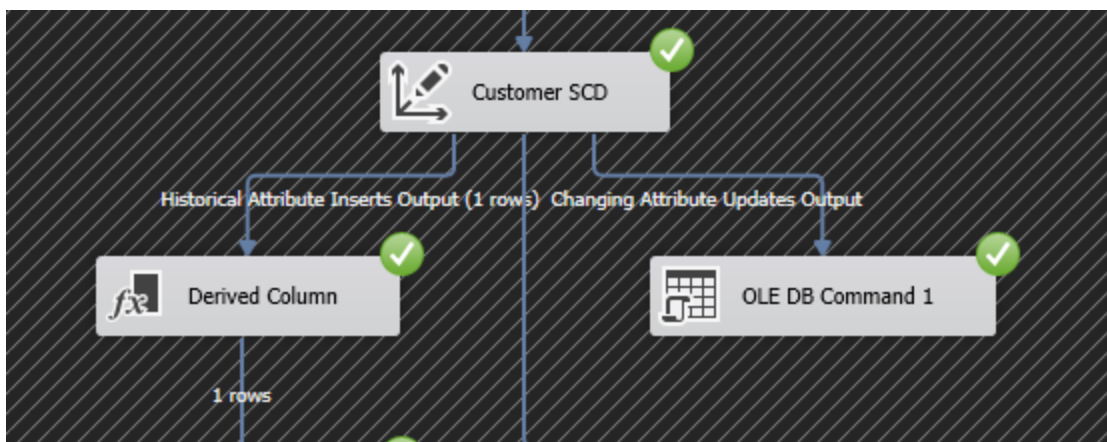 Customer SCD
Historical Attribute Inserts Output (1 rows)
Changing Attribute Updates Output
fx
Derived Column
OLE DB Command 1
1 rows